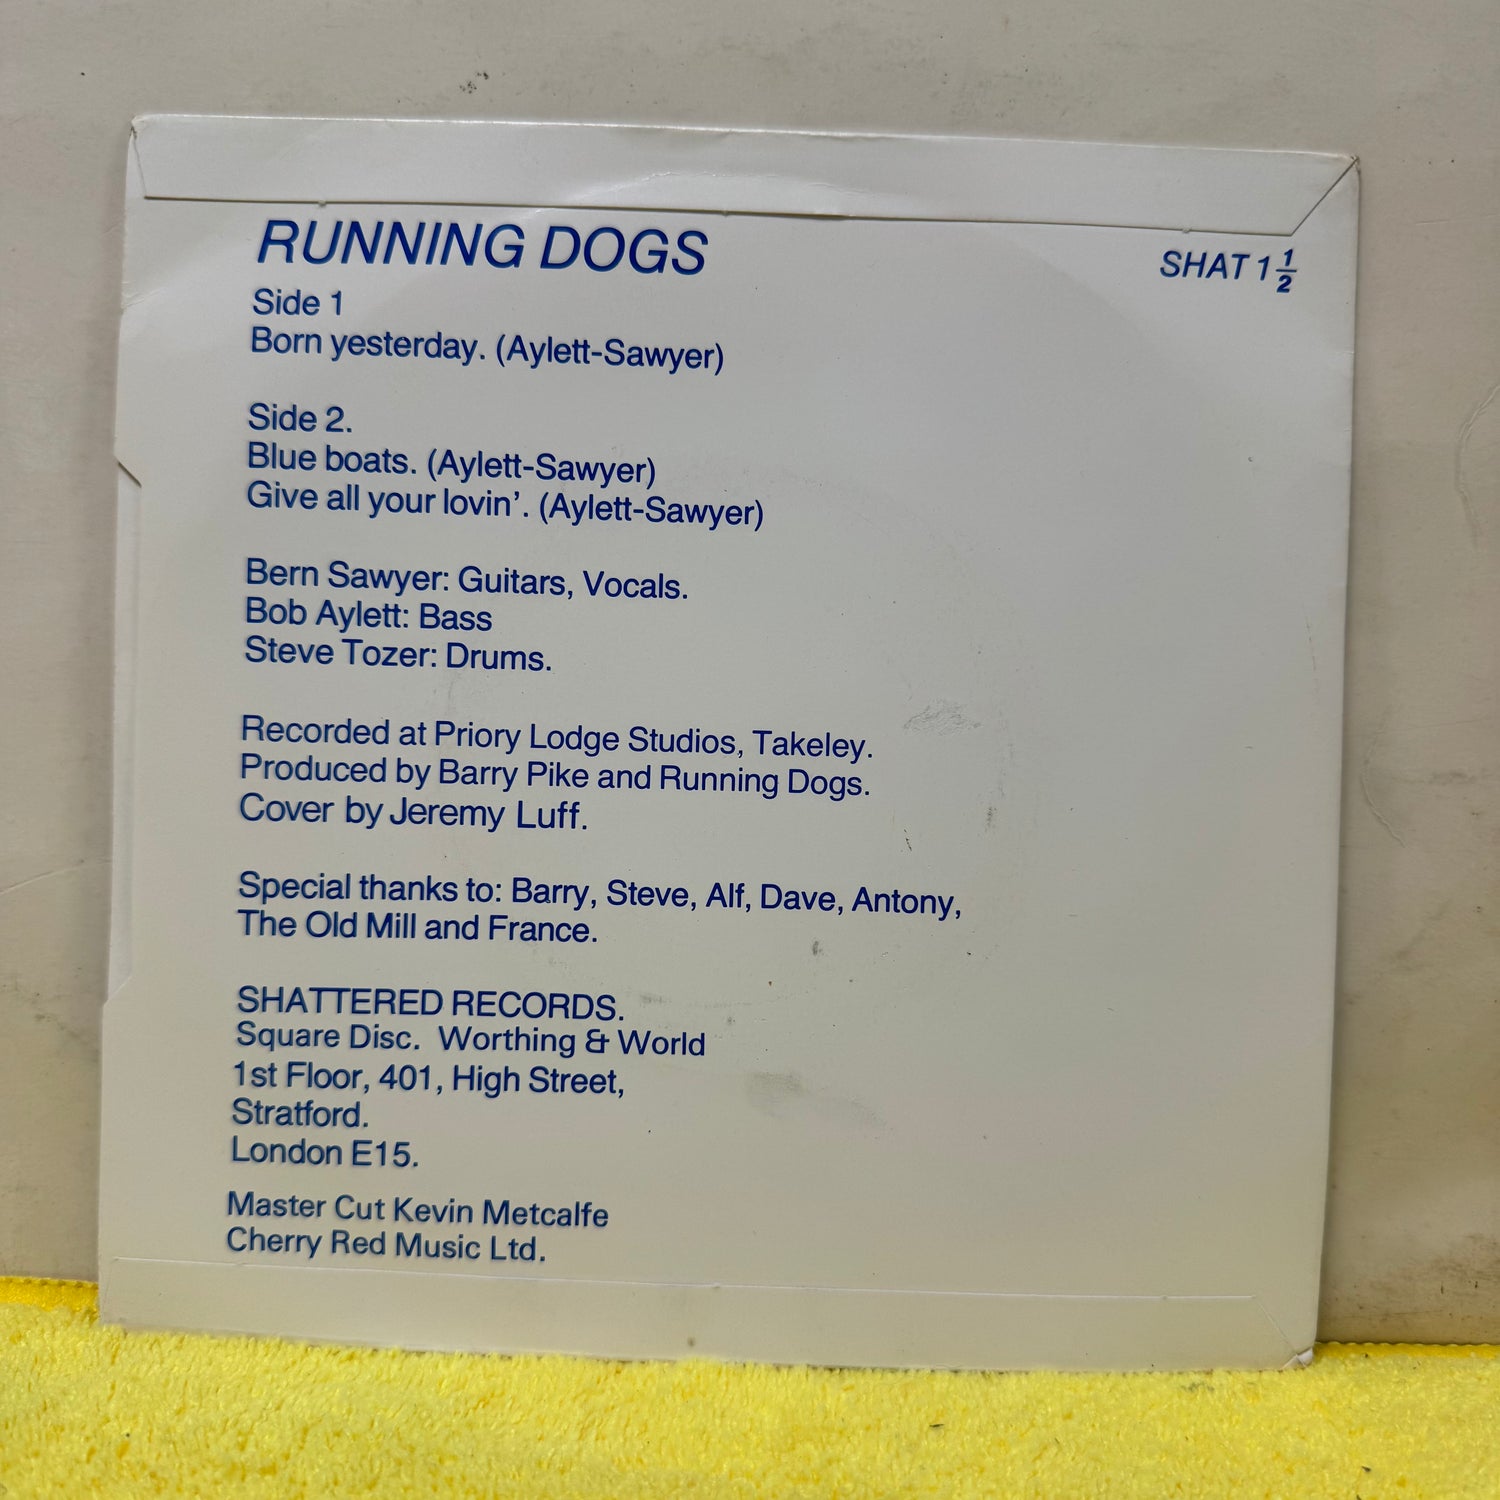 RUNNING DOGS
SHAT 1 1/2
Side 1
Born yesterday. (Aylett-Sawyer)
Side 2.
Blue boats. (Aylett-Sawyer)
Give all your lovin'. (Aylett-Sawyer)
Bern Sawyer: Guitars, Vocals.
Bob Aylett: Bass
Steve Tozer: Drums.
Recorded at Priory Lodge Studios, Takeley.
Produced by Barry Pike and Running Dogs.
Cover by Jeremy Luff.
Special thanks to: Barry, Steve, Alf, Dave, Antony,
The Old Mill and France.
SHATTERED RECORDS.
Square Disc. Worthing & World
1st Floor, 401, High Street,
Stratford.
London E15.
Master Cut Kevin Metcalfe
Cherry Red Music Ltd.